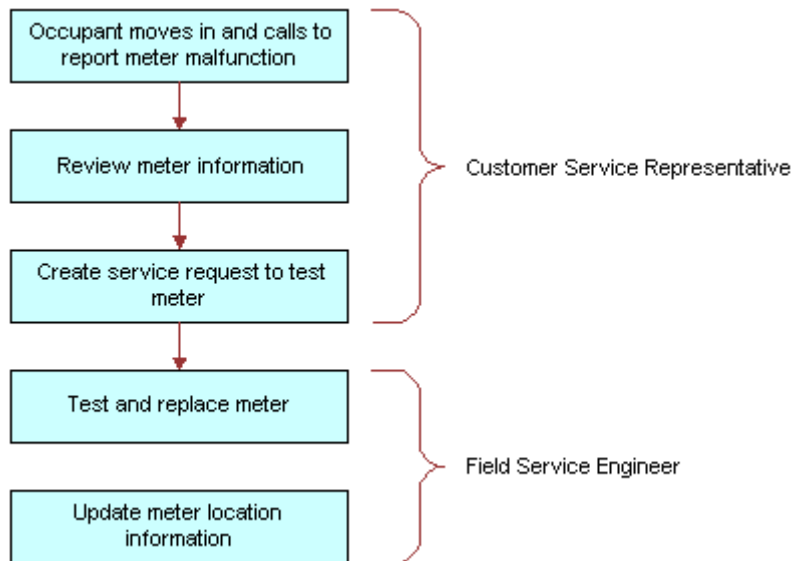 Occupant moves in and calls to
report meter malfunction
Review meter information
Customer Service Representative
Create service request to test
meter
Test and replace meter
Field Service Engineer
Update meter location
information